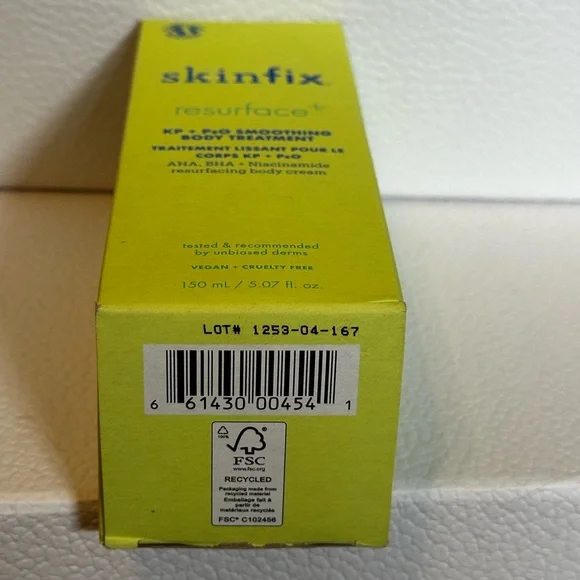 skinfix
resurface+
KP + PsO SMOOTHING
BODY TREATMENT
TRAITEMENT LISSANT POUR LE
CORPS KP + PsO
AHA, BHA + Niacinamide
resurfacing body cream
tested & recommended
by unbiased derms
VEGAN + CRUELTY FREE
150 mL / 5.07 fl. oz.
LOT# 1253-04-167
6 61430 00454 1
100%
FSC
www.fsc.org
RECYCLED
Packaging made from
recycled material
Emballage fait à
partir de
matériaux recyclés
FSC® C102456